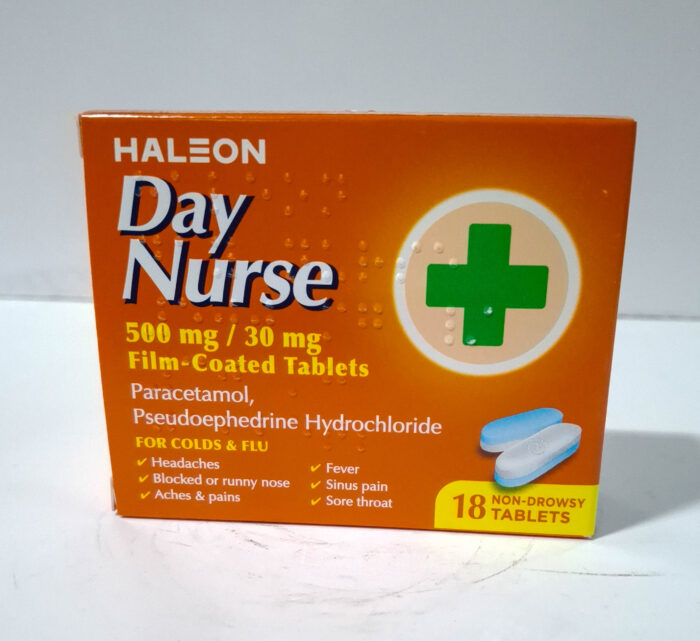 HALEON
Day
Nurse
500 mg / 30 mg
Film-Coated Tablets
Paracetamol,
Pseudoephedrine Hydrochloride
FOR COLDS & FLU
✓ Headaches
✓ Blocked or runny nose
✓ Aches & pains
✓ Fever
✓ Sinus pain
✓ Sore throat
18 NON-DROWSY
TABLETS